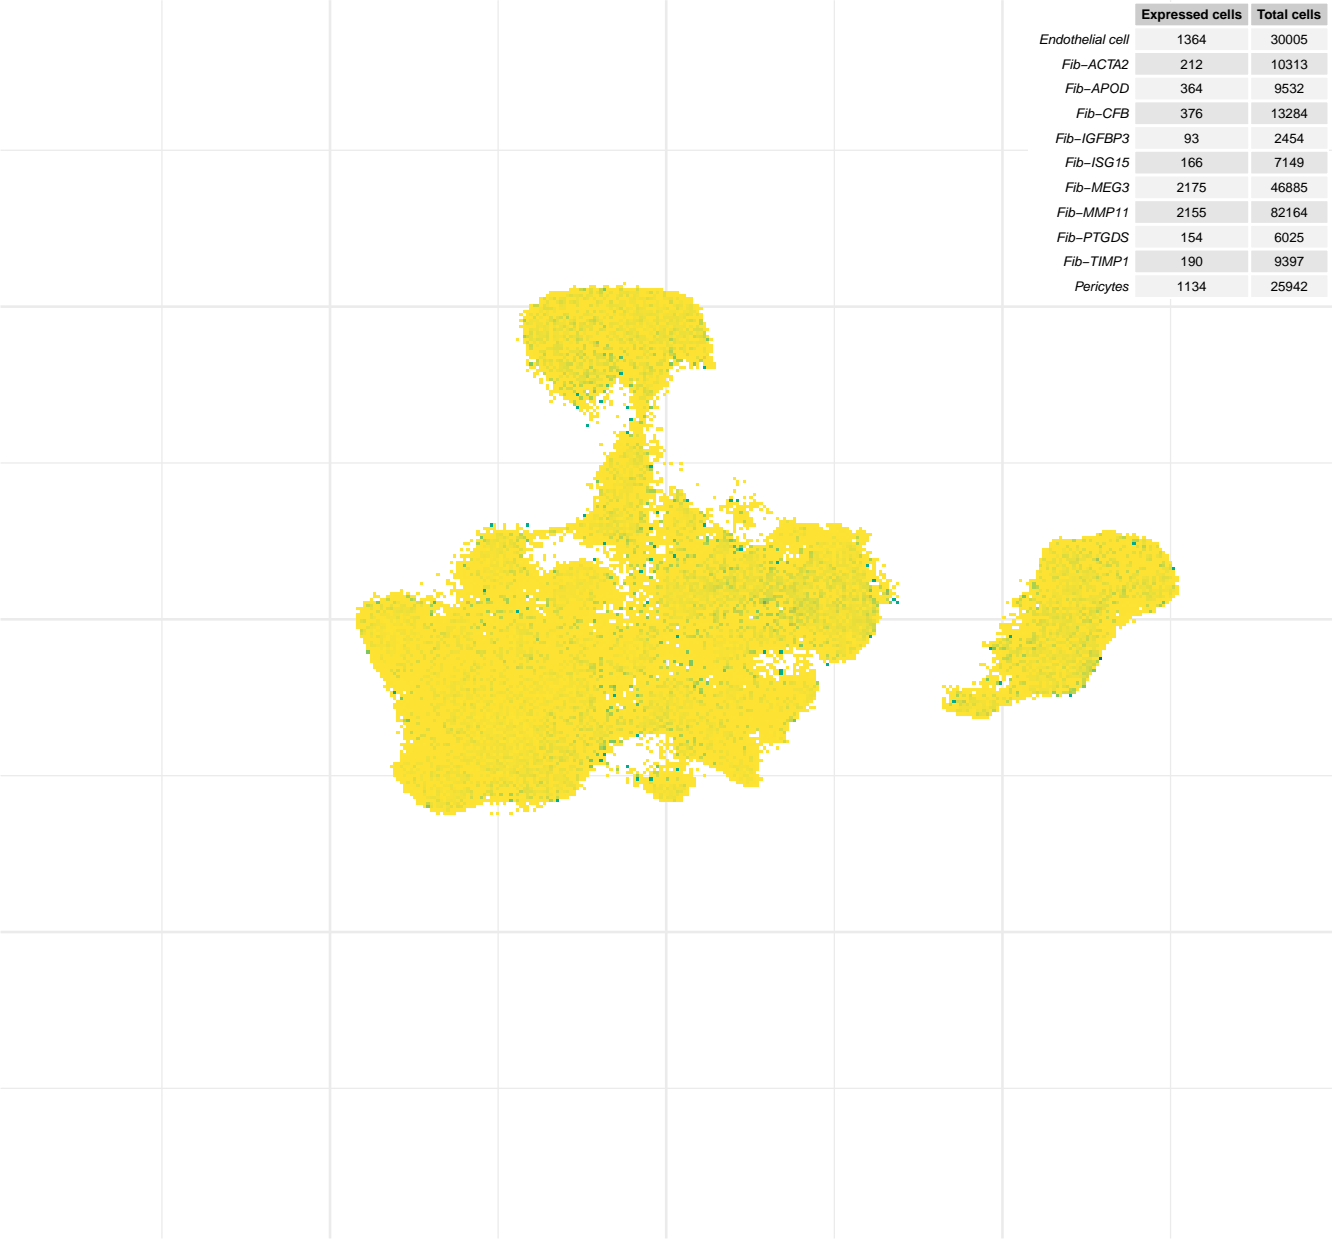 Expressed cells Total cells
Endothelial cell 1364 30005
Fib−ACTA2 212 10313
Fib−APOD 364 9532
Fib−CFB 376 13284
Fib−IGFBP3 93 2454
Fib−ISG15 166 7149
Fib−MEG3 2175 46885
Fib−MMP11 2155 82164
Fib−PTGDS 154 6025
Fib−TIMP1 190 9397
Pericytes 1134 25942